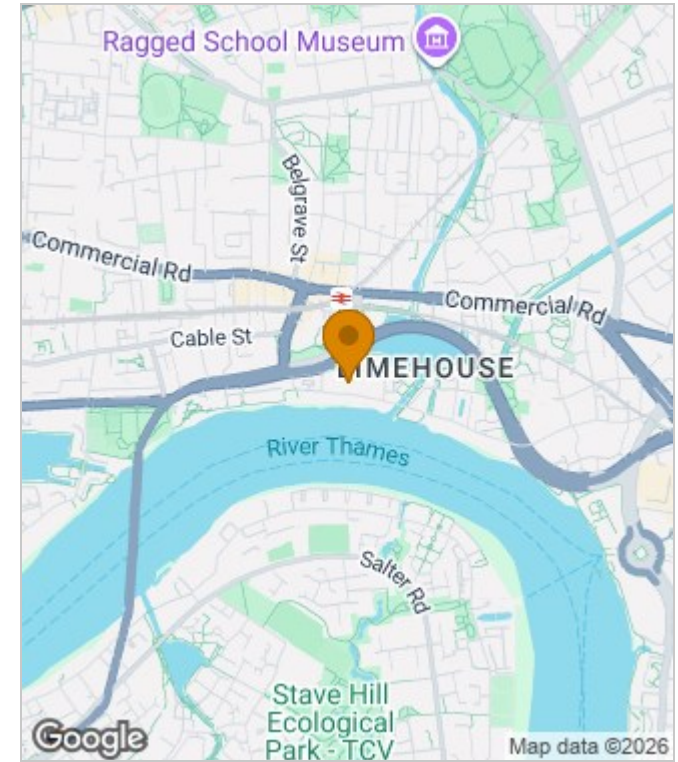 Ragged School Museum
Belgrave St
Commercial Rd
Commercial Rd
Cable St
LIMEHOUSE
River Thames
Salter Rd
Stave Hill
Ecological
Park - TCV
Google
Map data ©2026